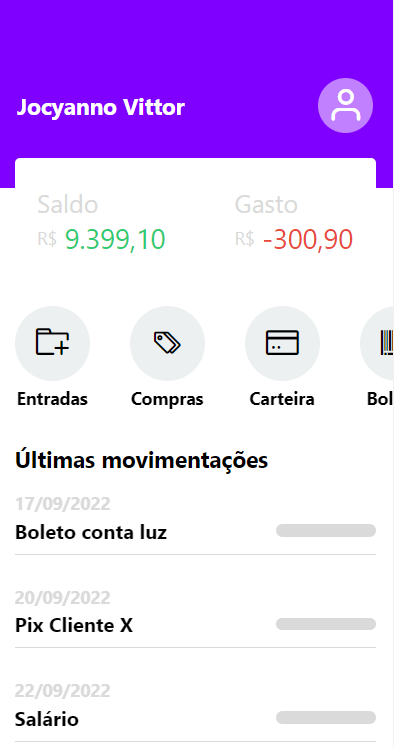 Jocyanno Vittor
Saldo Gasto
R$ 9.399,10 R$ -300,90
Entradas Compras Carteira Bol
Últimas movimentações
17/09/2022
Boleto conta luz
20/09/2022
Pix Cliente X
22/09/2022
Salário